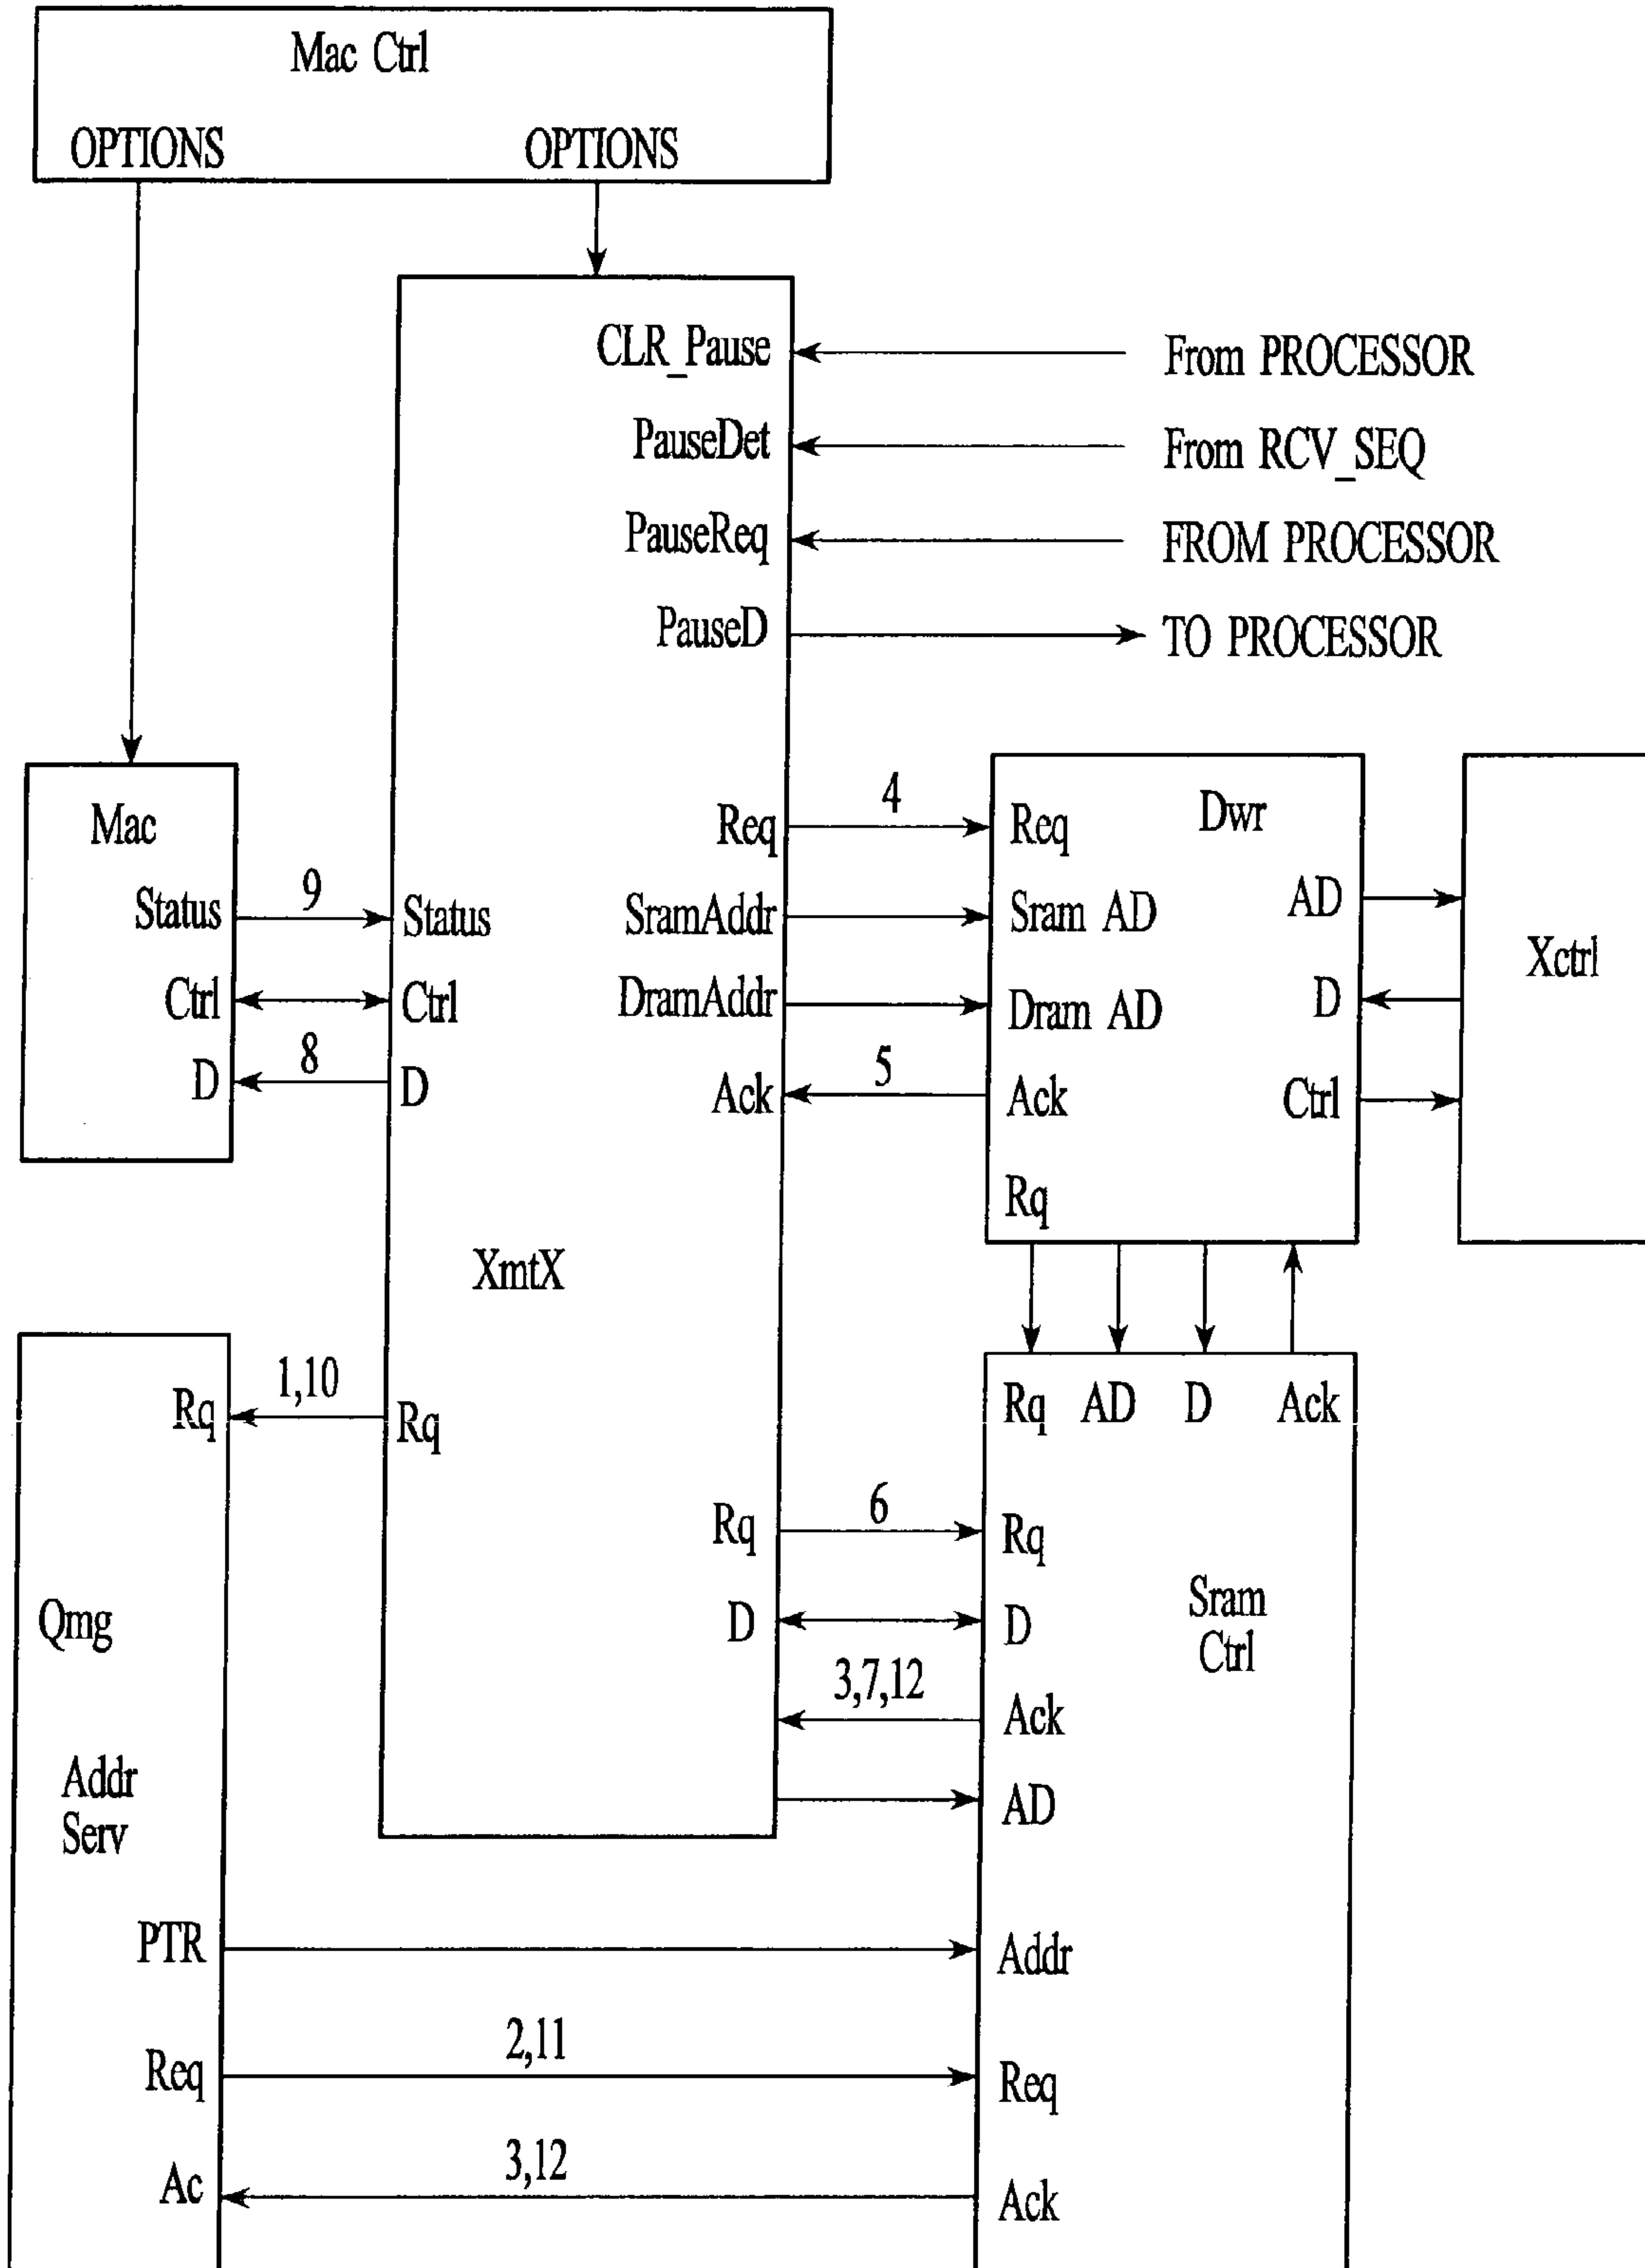 Mac Ctrl
OPTIONS OPTIONS
CLR_Pause From PROCESSOR
PauseDet From RCV_SEQ
PauseReq FROM PROCESSOR
PauseD TO PROCESSOR
Mac
Status 9 Status
Ctrl Ctrl
D 8 D
Req 4 Req Dwr
SramAddr Sram AD AD
DramAddr Dram AD D
Ack 5 Ack Ctrl
Rq
Xctrl
XmtX
Rq 1,10 Rq
Rq AD D Ack
Rq 6 Rq
D D
3,7,12 Ack
AD
Sram
Ctrl
Qmg
Addr
Serv
PTR Addr
Req 2,11 Req
Ac 3,12 Ack